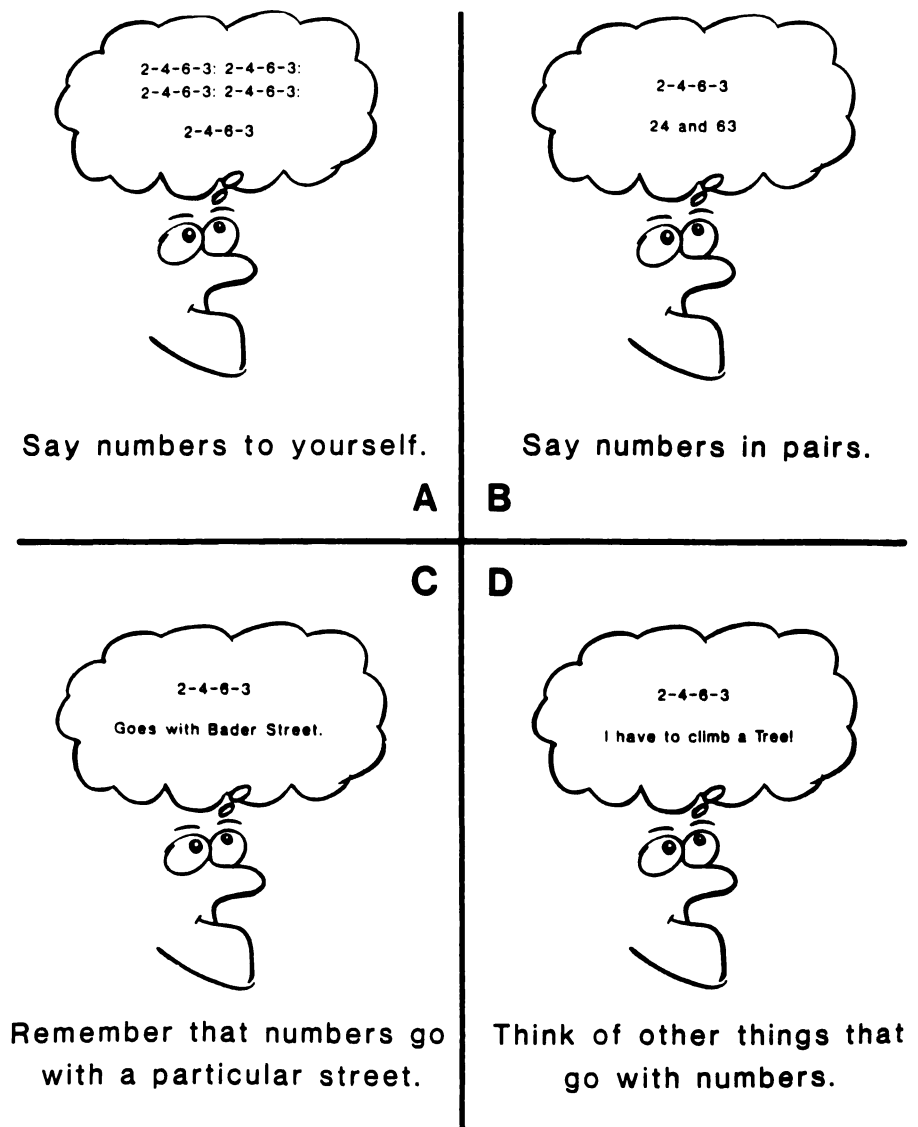 2-4-6-3: 2-4-6-3:
2-4-6-3: 2-4-6-3:
2-4-6-3
Say numbers to yourself.
A
2-4-6-3
24 and 63
Say numbers in pairs.
B
C
2-4-6-3
Goes with Bader Street.
Remember that numbers go
with a particular street.
D
2-4-6-3
I have to climb a Tree!
Think of other things that
go with numbers.